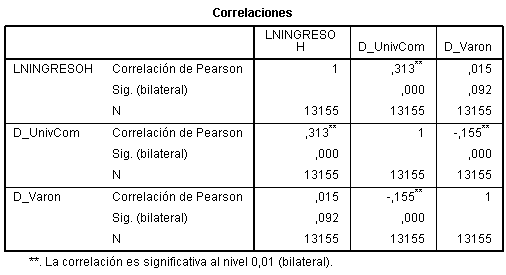 Correlaciones
LNINGRESO
H D_UnivCom D_Varon
LNINGRESOH Correlación de Pearson 1 ,313** ,015
Sig. (bilateral) ,000 ,092
N 13155 13155 13155
D_UnivCom Correlación de Pearson ,313** 1 -,155**
Sig. (bilateral) ,000 ,000
N 13155 13155 13155
D_Varon Correlación de Pearson ,015 -,155** 1
Sig. (bilateral) ,092 ,000
N 13155 13155 13155
**. La correlación es significativa al nivel 0,01 (bilateral).